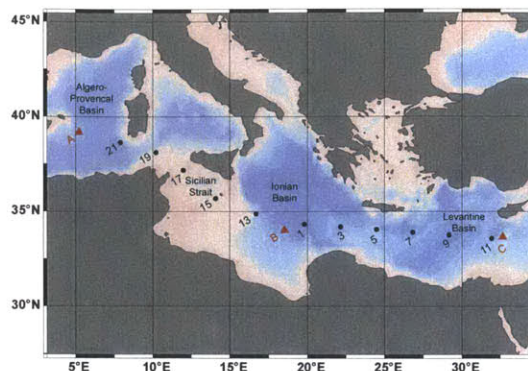 45°N
Algero-
Provencal
Basin
40°N
A
21
19
17
Sicilian
Strait
15
Ionian
Basin
35°N
13
B
1
3
5
7
Levantine
Basin
9
11
C
30°N
5°E
10°E
15°E
20°E
25°E
30°E